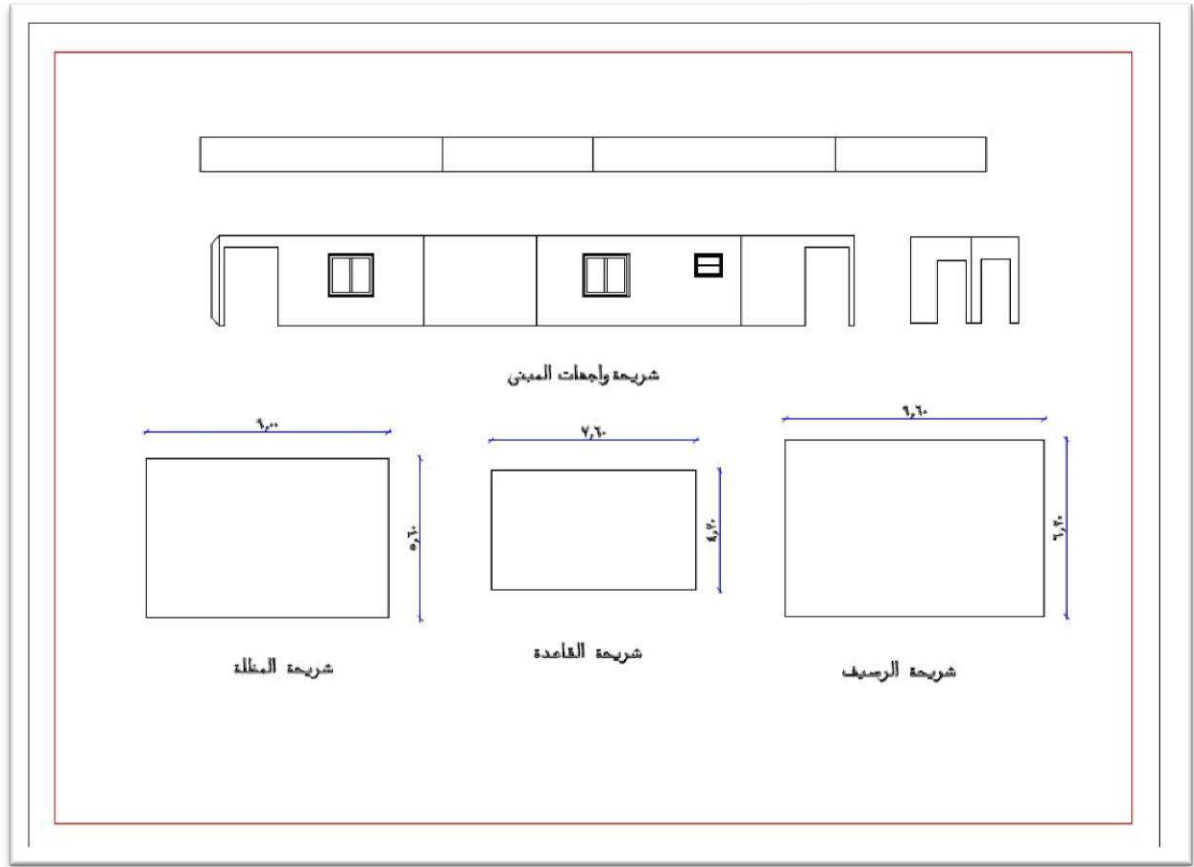 شريحة واجهات المبنى
٩,٠٠
٧,٦٠
٩,٦٠
٥,٦٠
٤,٢٠
٦,٢٠
شريحة المظلة
شريحة القاعدة
شريحة الرصيف